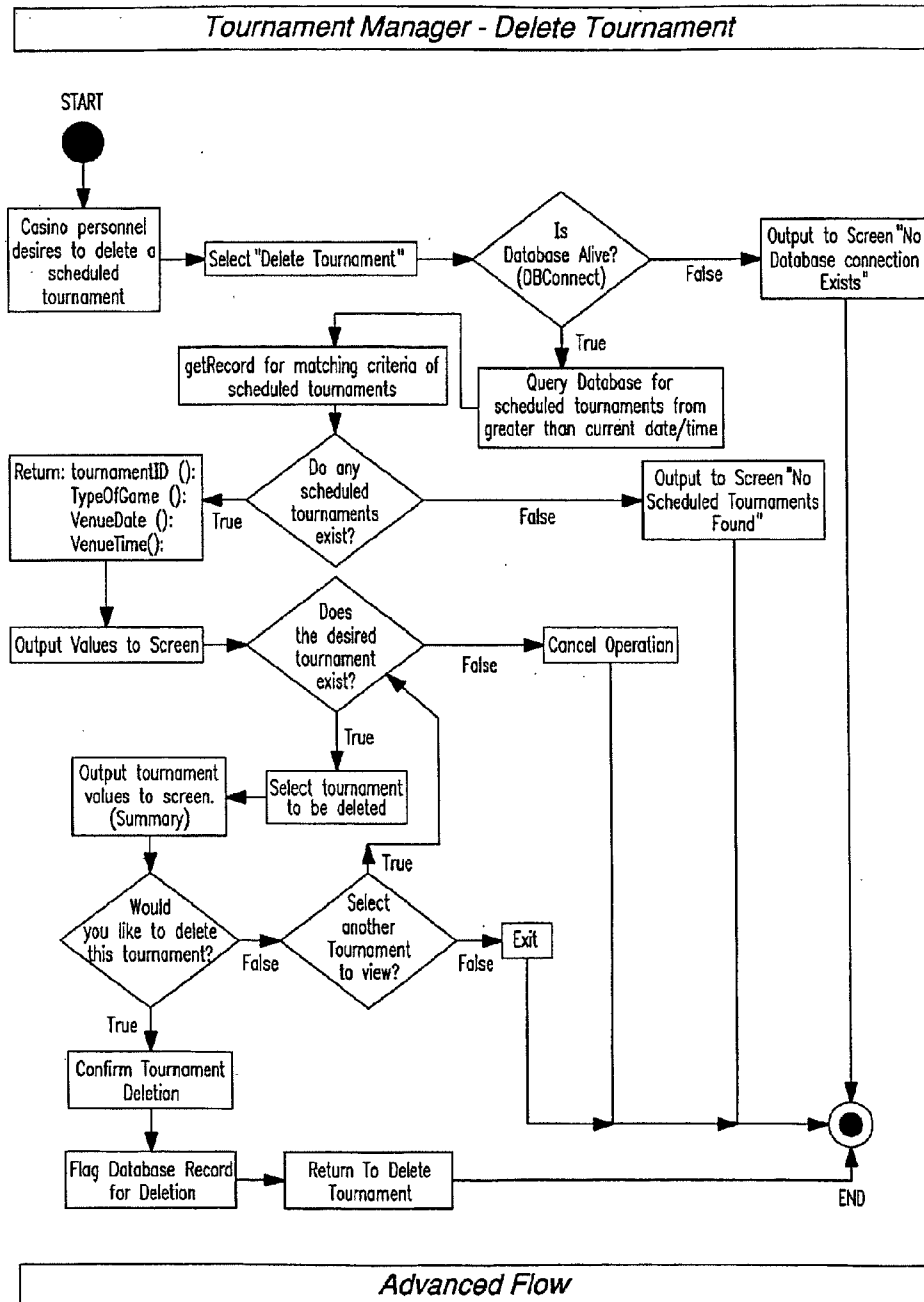 Tournament Manager - Delete Tournament
START
Casino personnel
desires to delete a
scheduled
tournament
Select "Delete Tournament"
Is
Database Alive?
(DBConnect)
False
Output to Screen "No
Database connection
Exists"
True
getRecord for matching criteria of
scheduled tournaments
Query Database for
scheduled tournaments from
greater than current date/time
Return: tournamentID ():
TypeOfGame ():
VenueDate ():
VenueTime():
True
Do any
scheduled
tournaments
exist?
False
Output to Screen "No
Scheduled Tournaments
Found"
Output Values to Screen
Does
the desired
tournament
exist?
False
Cancel Operation
True
Output tournament
values to screen.
(Summary)
Select tournament
to be deleted
True
Would
you like to delete
this tournament?
False
Select
another
Tournament
to view?
False
Exit
True
Confirm Tournament
Deletion
Flag Database Record
for Deletion
Return To Delete
Tournament
END
Advanced Flow